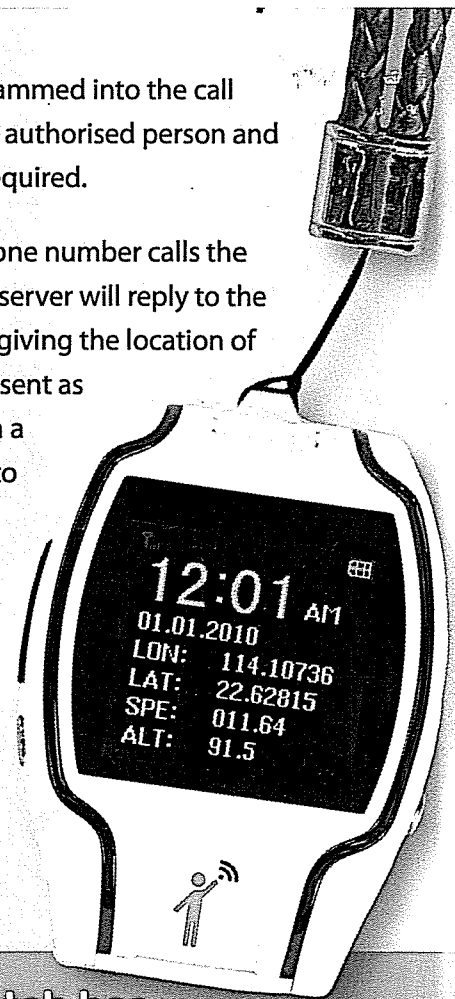 ammed into the call
authorised person and
quired.
one number calls the
server will reply to the
giving the location of
sent as
a
to
12:01 AM
01.01.2010
LON: 114.10736
LAT: 22.62815
SPE: 011.64
ALT: 91.5